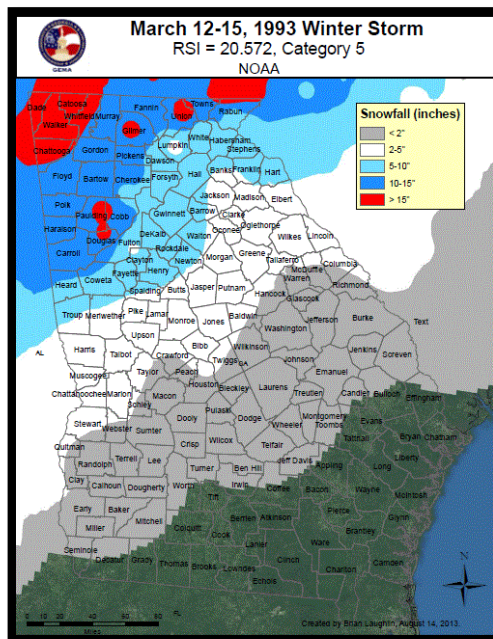 March 12-15, 1993 Winter Storm
RSI = 20.572, Category 5
NOAA
GEMA
Snowfall (inches)
< 2"
2-5"
5-10"
10-15"
> 15"
Dade Catoosa Fannin Towns Rabun
Whitfield Murray Union
Walker Gilmer White Habersham
Chattooga Gordon Lumpkin Stephens
Pickens Dawson Banks Franklin Hart
Floyd Bartow Cherokee Forsyth Hall
Jackson Madison Elbert
Polk Paulding Cobb Gwinnett Barrow Clarke
Haralson Oconee Oglethorpe
Douglas Fulton DeKalb Walton Wilkes Lincoln
Carroll Clayton Rockdale Morgan Greene Taliaferro Columbia
Fayette Henry Newton McDuffie
Heard Coweta Spalding Butts Jasper Putnam Hancock Warren Richmond
Glascock
Troup Meriwether Pike Lamar Monroe Jones Baldwin Jefferson Burke Text
Upson Washington
AL Harris Talbot Crawford Bibb Wilkinson Jenkins Screven
Twiggs GA Johnson
Muscogee Taylor Peach Houston Bleckley Laurens Emanuel
Chattahoochee Marion Macon Treutlen Candler Bulloch Effingham
Schley Pulaski Montgomery
Stewart Webster Sumter Dooly Dodge Wheeler Toombs Evans
Quitman Crisp Wilcox Telfair Tattnall Bryan Chatham
Randolph Terrell Lee Jeff Davis Appling Long Liberty
Clay Calhoun Dougherty Worth Turner Ben Hill
Irwin Coffee Bacon Wayne McIntosh
Early Baker Tift Pierce
Miller Mitchell Colquitt Berrien Atkinson Glynn
Cook Ware Brantley
Seminole Lanier
Decatur Grady Thomas Brooks Lowndes Clinch Charlton Camden
Echols
FL
N
0 10 20 40 60 80
Miles
Created by Brian Laughlin, August 14, 2013.